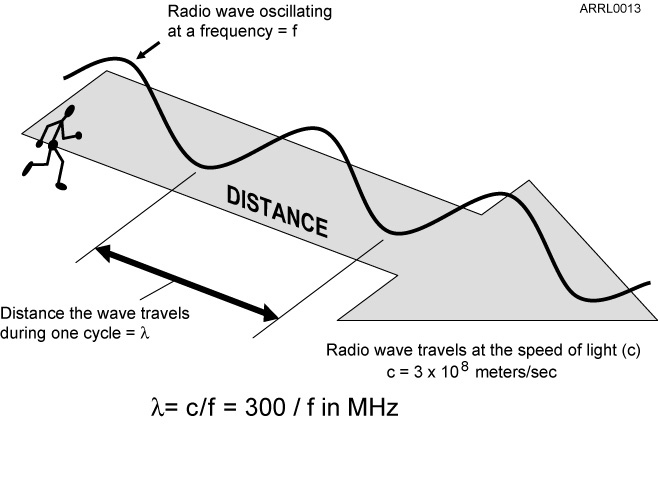 Radio wave oscillating
at a frequency = f
ARRL0013
DISTANCE
Distance the wave travels
during one cycle = λ
Radio wave travels at the speed of light (c)
c = 3 x 10⁸ meters/sec
λ= c/f = 300 / f in MHz